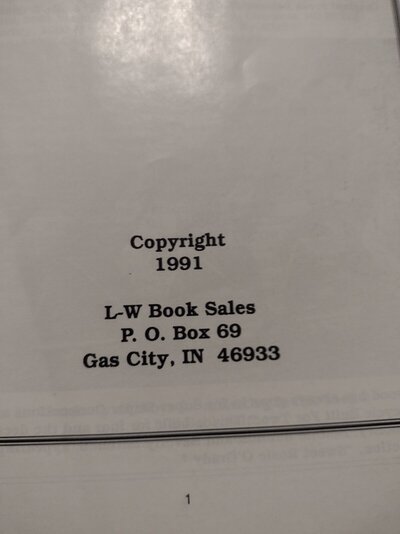 Copyright
1991
L-W Book Sales
P. O. Box 69
Gas City, IN 46933
1